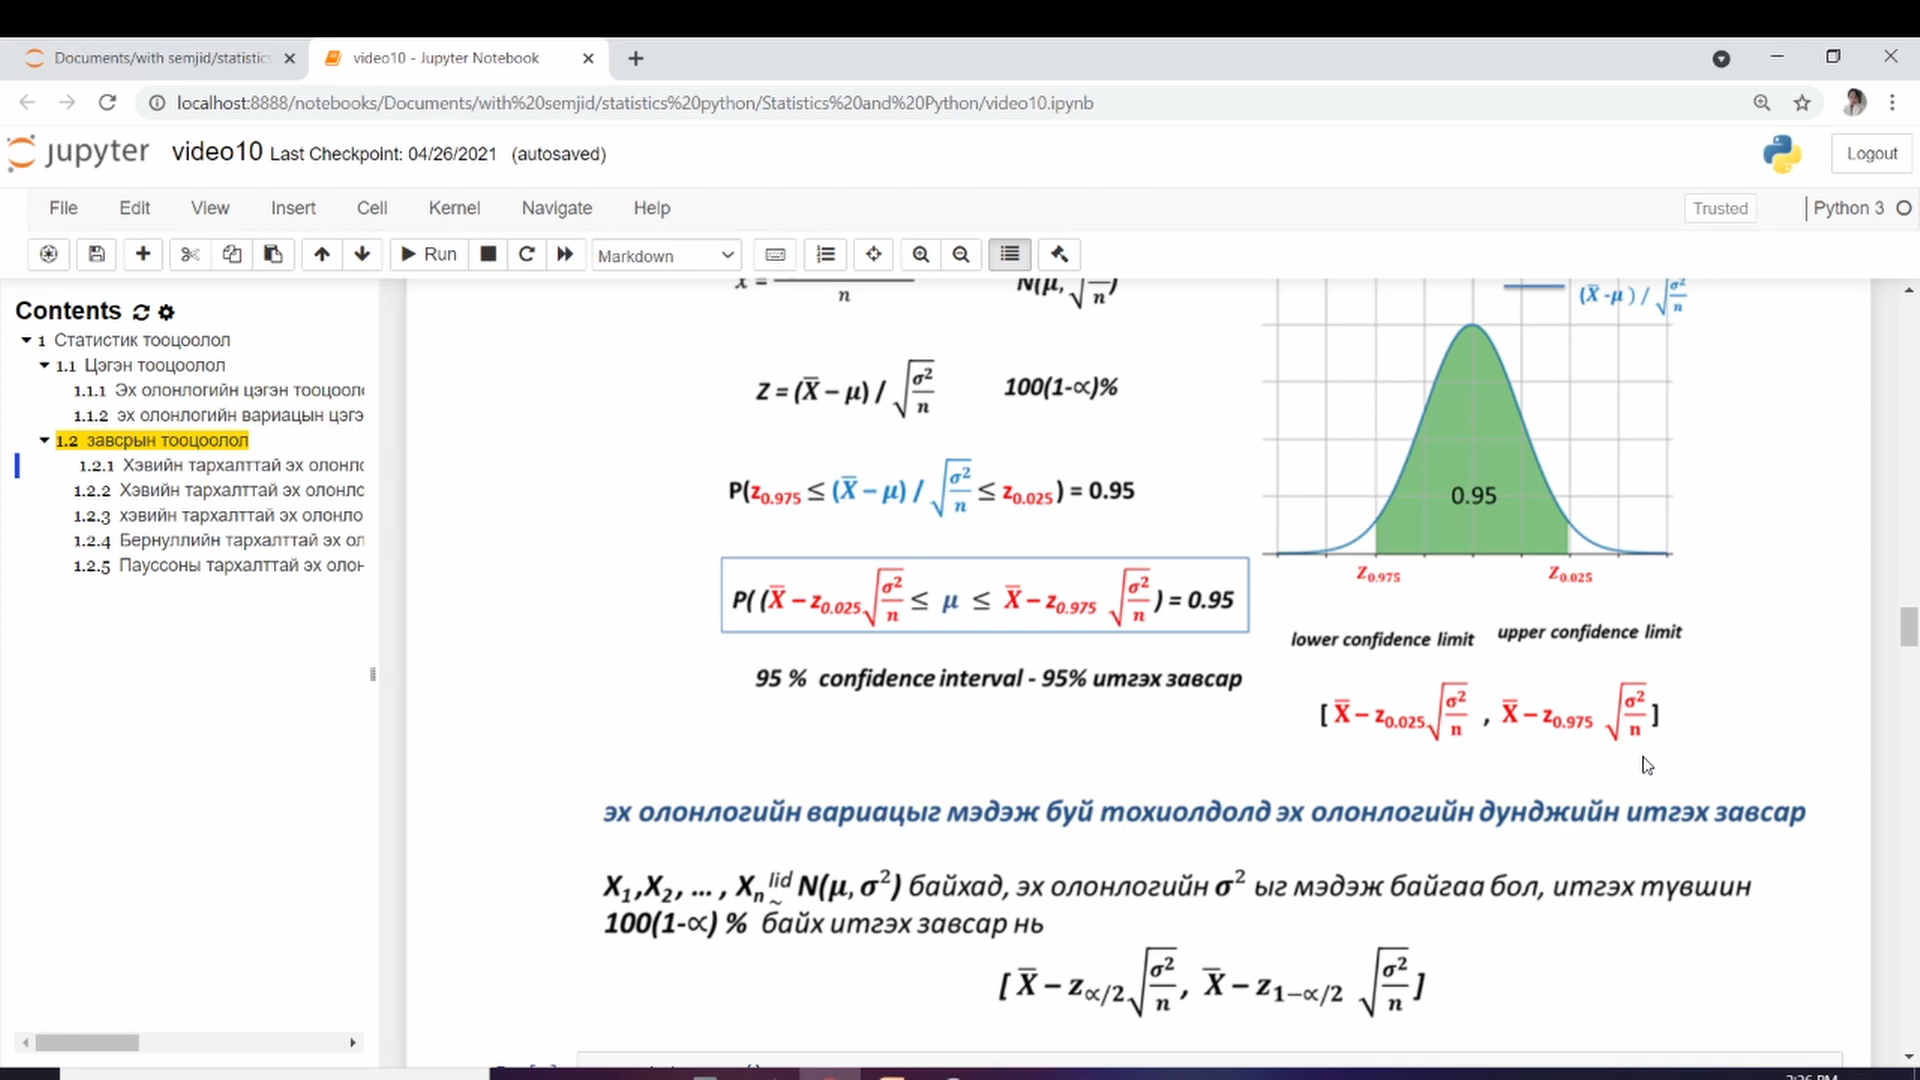 Documents/with semjid/statistics
video10 - Jupyter Notebook
localhost:8888/notebooks/Documents/with%20semjid/statistics%20python/Statistics%20and%20Python/video10.ipynb
jupyter video10 Last Checkpoint: 04/26/2021 (autosaved)
Logout
File Edit View Insert Cell Kernel Navigate Help
Trusted
Python 3
Run
Markdown
Contents
1 Статистик тооцоолол
1.1 Цэгэн тооцоолол
1.1.1 Эх олонлогийн цэгэн тооцоол
1.1.2 эх олонлогийн вариацын цэгэ
1.2 завсрын тооцоолол
1.2.1 Хэвийн тархалттай эх олонл
1.2.2 Хэвийн тархалттай эх олонлс
1.2.3 хэвийн тархалттай эх олонло
1.2.4 Бернуллийн тархалттай эх ол
1.2.5 Пауссоны тархалттай эх олон
n
N(μ, √n)
(X̄ -μ) / √σ²/n
Z = (X̄ − μ) / √σ²/n
100(1-∝)%
P(z0.975 ≤ (X̄ − μ) / √σ²/n ≤ z0.025) = 0.95
0.95
Z0.975
Z0.025
P( (X̄ − z0.025√σ²/n ≤ μ ≤ X̄ − z0.975 √σ²/n ) = 0.95
lower confidence limit
upper confidence limit
95 % confidence interval - 95% итгэх завсар
[ X̄ − z0.025√σ²/n , X̄ − z0.975 √σ²/n ]
эх олонлогийн вариацыг мэдэж буй тохиолдолд эх олонлогийн дунджийн итгэх завсар
X1,X2, ... , Xn lid ~ N(μ, σ²) байхад, эх олонлогийн σ² ыг мэдэж байгаа бол, итгэх түвшин
100(1-∝) % байх итгэх завсар нь
[ X̄ − z∝/2√σ²/n, X̄ − z1−∝/2 √σ²/n ]